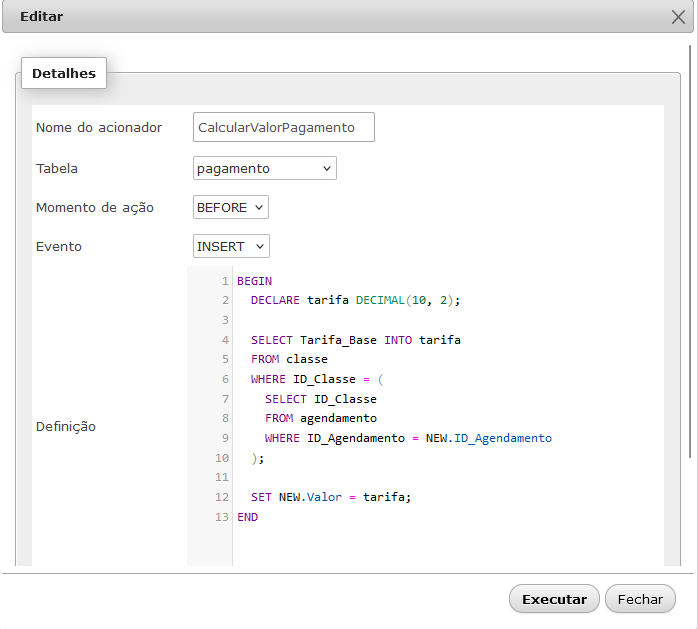 Editar
Detalhes
Nome do acionador CalcularValorPagamento
Tabela pagamento
Momento de ação BEFORE
Evento INSERT
Definição
1 BEGIN
2 DECLARE tarifa DECIMAL(10, 2);
3
4 SELECT Tarifa_Base INTO tarifa
5 FROM classe
6 WHERE ID_Classe = (
7 SELECT ID_Classe
8 FROM agendamento
9 WHERE ID_Agendamento = NEW.ID_Agendamento
10 );
11
12 SET NEW.Valor = tarifa;
13 END
Executar Fechar